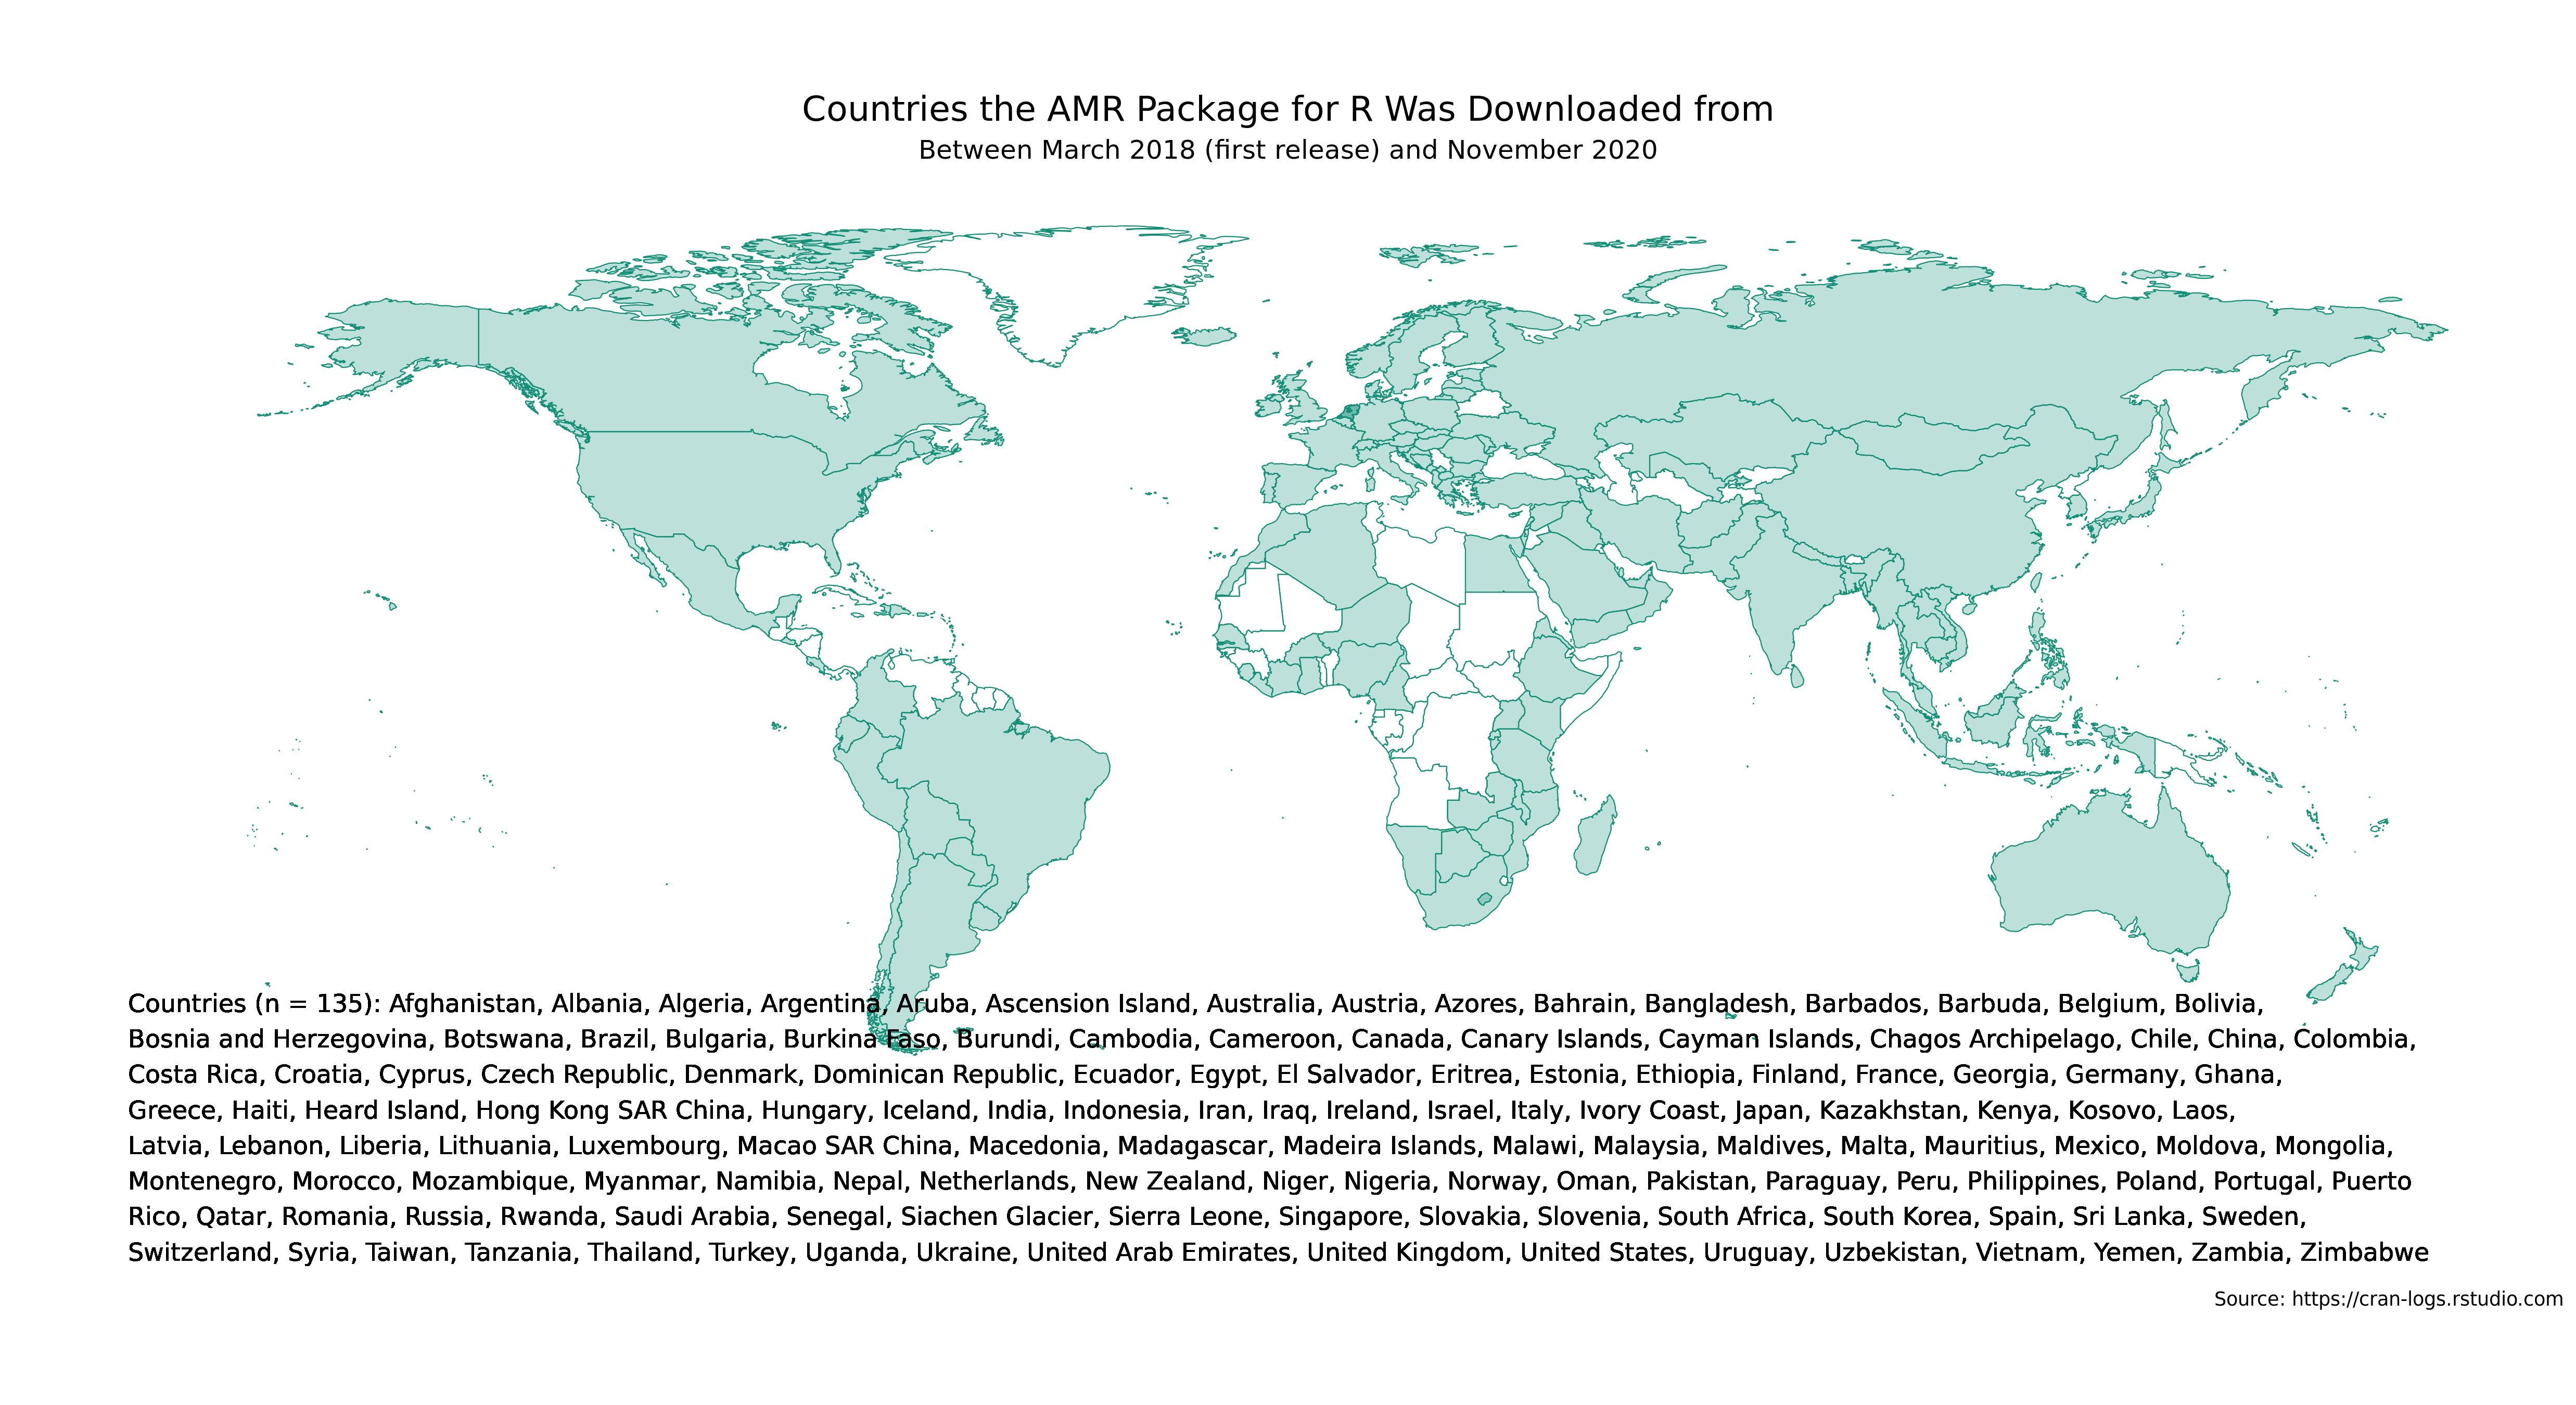 Countries the AMR Package for R Was Downloaded from
Between March 2018 (first release) and November 2020
Countries (n = 135): Afghanistan, Albania, Algeria, Argentina, Aruba, Ascension Island, Australia, Austria, Azores, Bahrain, Bangladesh, Barbados, Barbuda, Belgium, Bolivia,
Bosnia and Herzegovina, Botswana, Brazil, Bulgaria, Burkina Faso, Burundi, Cambodia, Cameroon, Canada, Canary Islands, Cayman Islands, Chagos Archipelago, Chile, China, Colombia,
Costa Rica, Croatia, Cyprus, Czech Republic, Denmark, Dominican Republic, Ecuador, Egypt, El Salvador, Eritrea, Estonia, Ethiopia, Finland, France, Georgia, Germany, Ghana,
Greece, Haiti, Heard Island, Hong Kong SAR China, Hungary, Iceland, India, Indonesia, Iran, Iraq, Ireland, Israel, Italy, Ivory Coast, Japan, Kazakhstan, Kenya, Kosovo, Laos,
Latvia, Lebanon, Liberia, Lithuania, Luxembourg, Macao SAR China, Macedonia, Madagascar, Madeira Islands, Malawi, Malaysia, Maldives, Malta, Mauritius, Mexico, Moldova, Mongolia,
Montenegro, Morocco, Mozambique, Myanmar, Namibia, Nepal, Netherlands, New Zealand, Niger, Nigeria, Norway, Oman, Pakistan, Paraguay, Peru, Philippines, Poland, Portugal, Puerto
Rico, Qatar, Romania, Russia, Rwanda, Saudi Arabia, Senegal, Siachen Glacier, Sierra Leone, Singapore, Slovakia, Slovenia, South Africa, South Korea, Spain, Sri Lanka, Sweden,
Switzerland, Syria, Taiwan, Tanzania, Thailand, Turkey, Uganda, Ukraine, United Arab Emirates, United Kingdom, United States, Uruguay, Uzbekistan, Vietnam, Yemen, Zambia, Zimbabwe
Source: https://cran-logs.rstudio.com